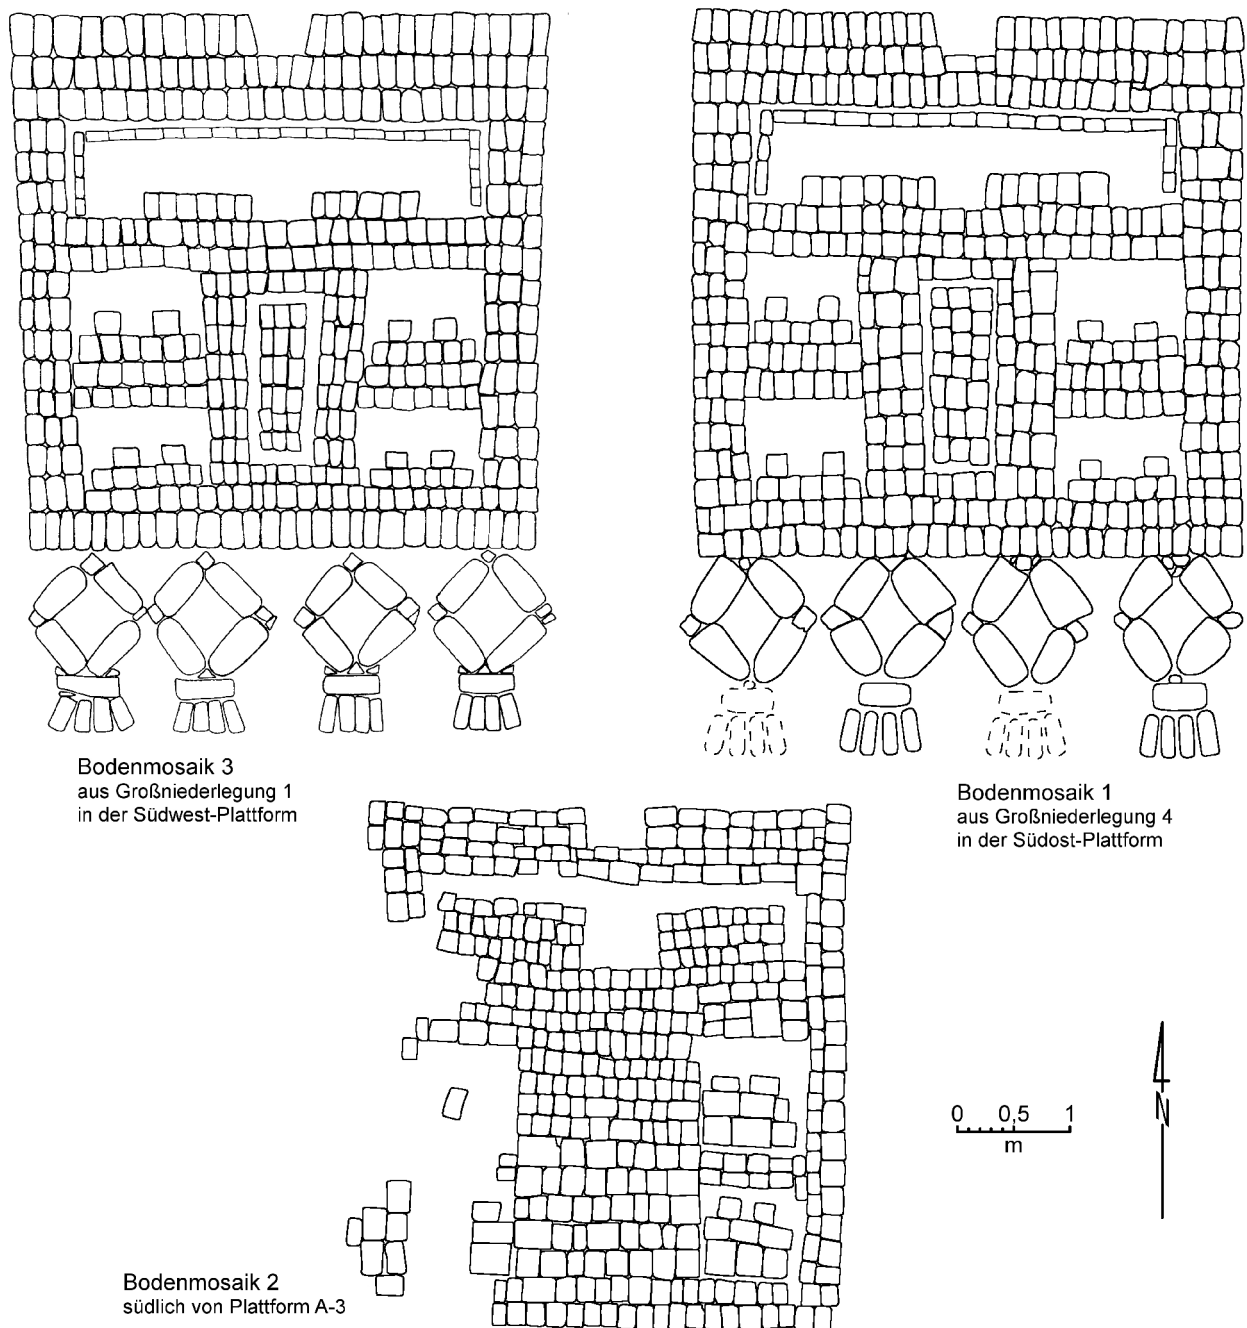 Bodenmosaik 3
aus Großniederlegung 1
in der Südwest-Plattform
Bodenmosaik 1
aus Großniederlegung 4
in der Südost-Plattform
0 0,5 1
m
N
Bodenmosaik 2
südlich von Plattform A-3